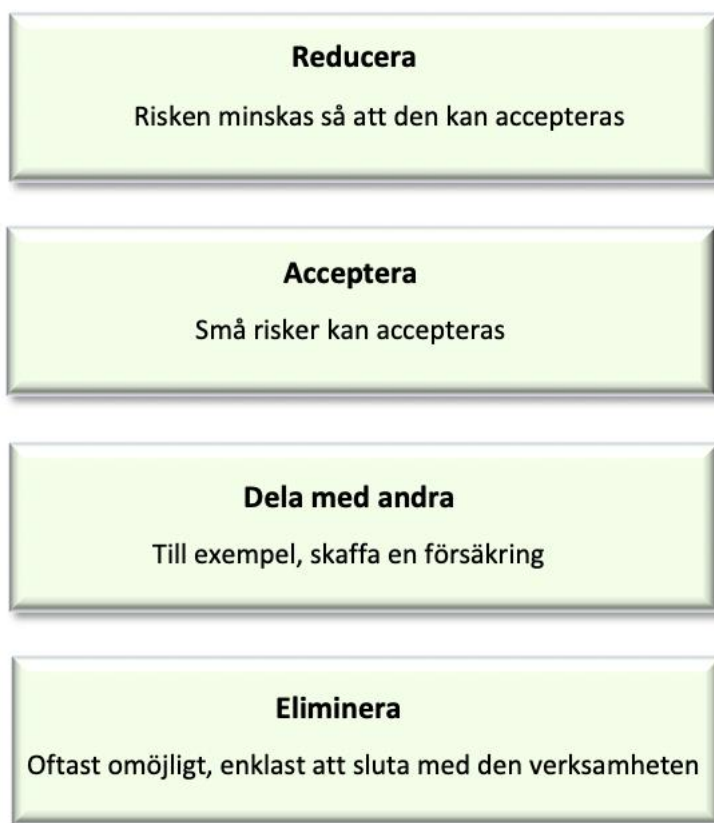 Reducera
Risken minskas så att den kan accepteras
Acceptera
Små risker kan accepteras
Dela med andra
Till exempel, skaffa en försäkring
Eliminera
Oftast omöjligt, enklast att sluta med den verksamheten